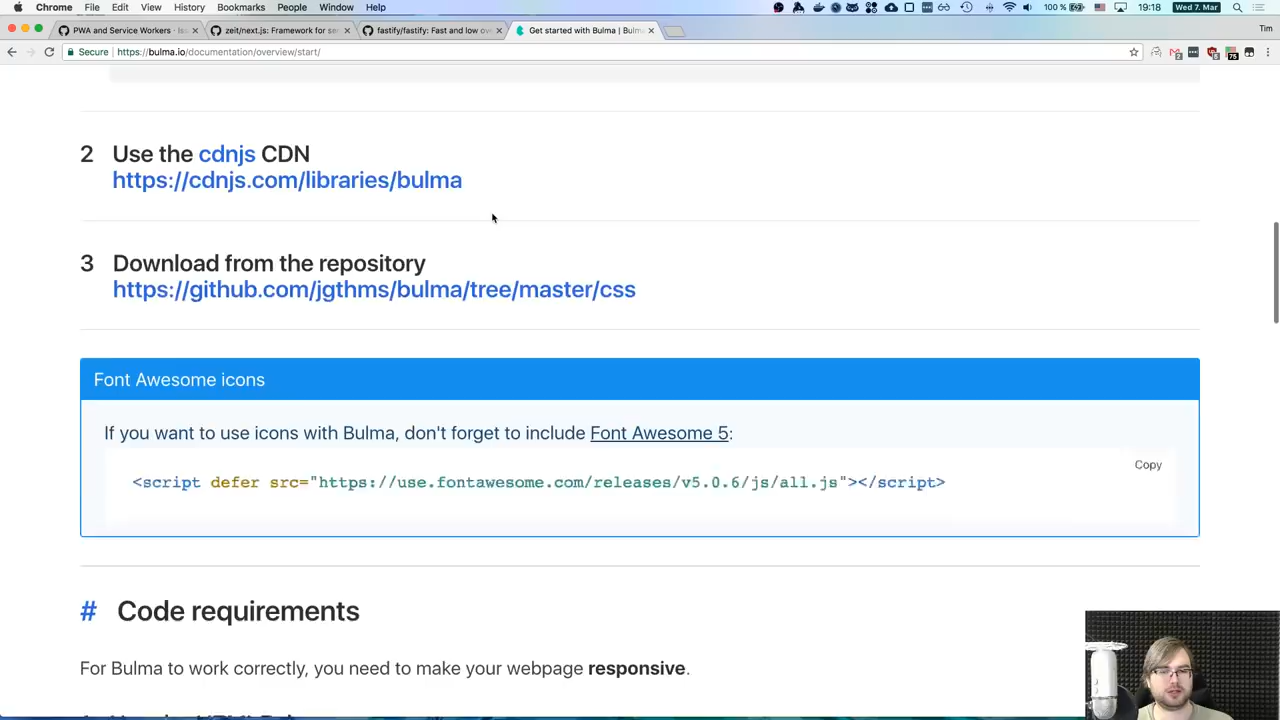 Chrome File Edit View History Bookmarks People Window Help 100 % 19:18 Wed 7. Mar
PWA and Service Workers · Iss × zeit/next.js: Framework for se × fastify/fastify: Fast and low ov × Get started with Bulma | Bulm × Tim
Secure https://bulma.io/documentation/overview/start/
2 Use the cdnjs CDN
https://cdnjs.com/libraries/bulma
3 Download from the repository
https://github.com/jgthms/bulma/tree/master/css
Font Awesome icons
If you want to use icons with Bulma, don't forget to include Font Awesome 5:
Copy
<script defer src="https://use.fontawesome.com/releases/v5.0.6/js/all.js"></script>
# Code requirements
For Bulma to work correctly, you need to make your webpage responsive.